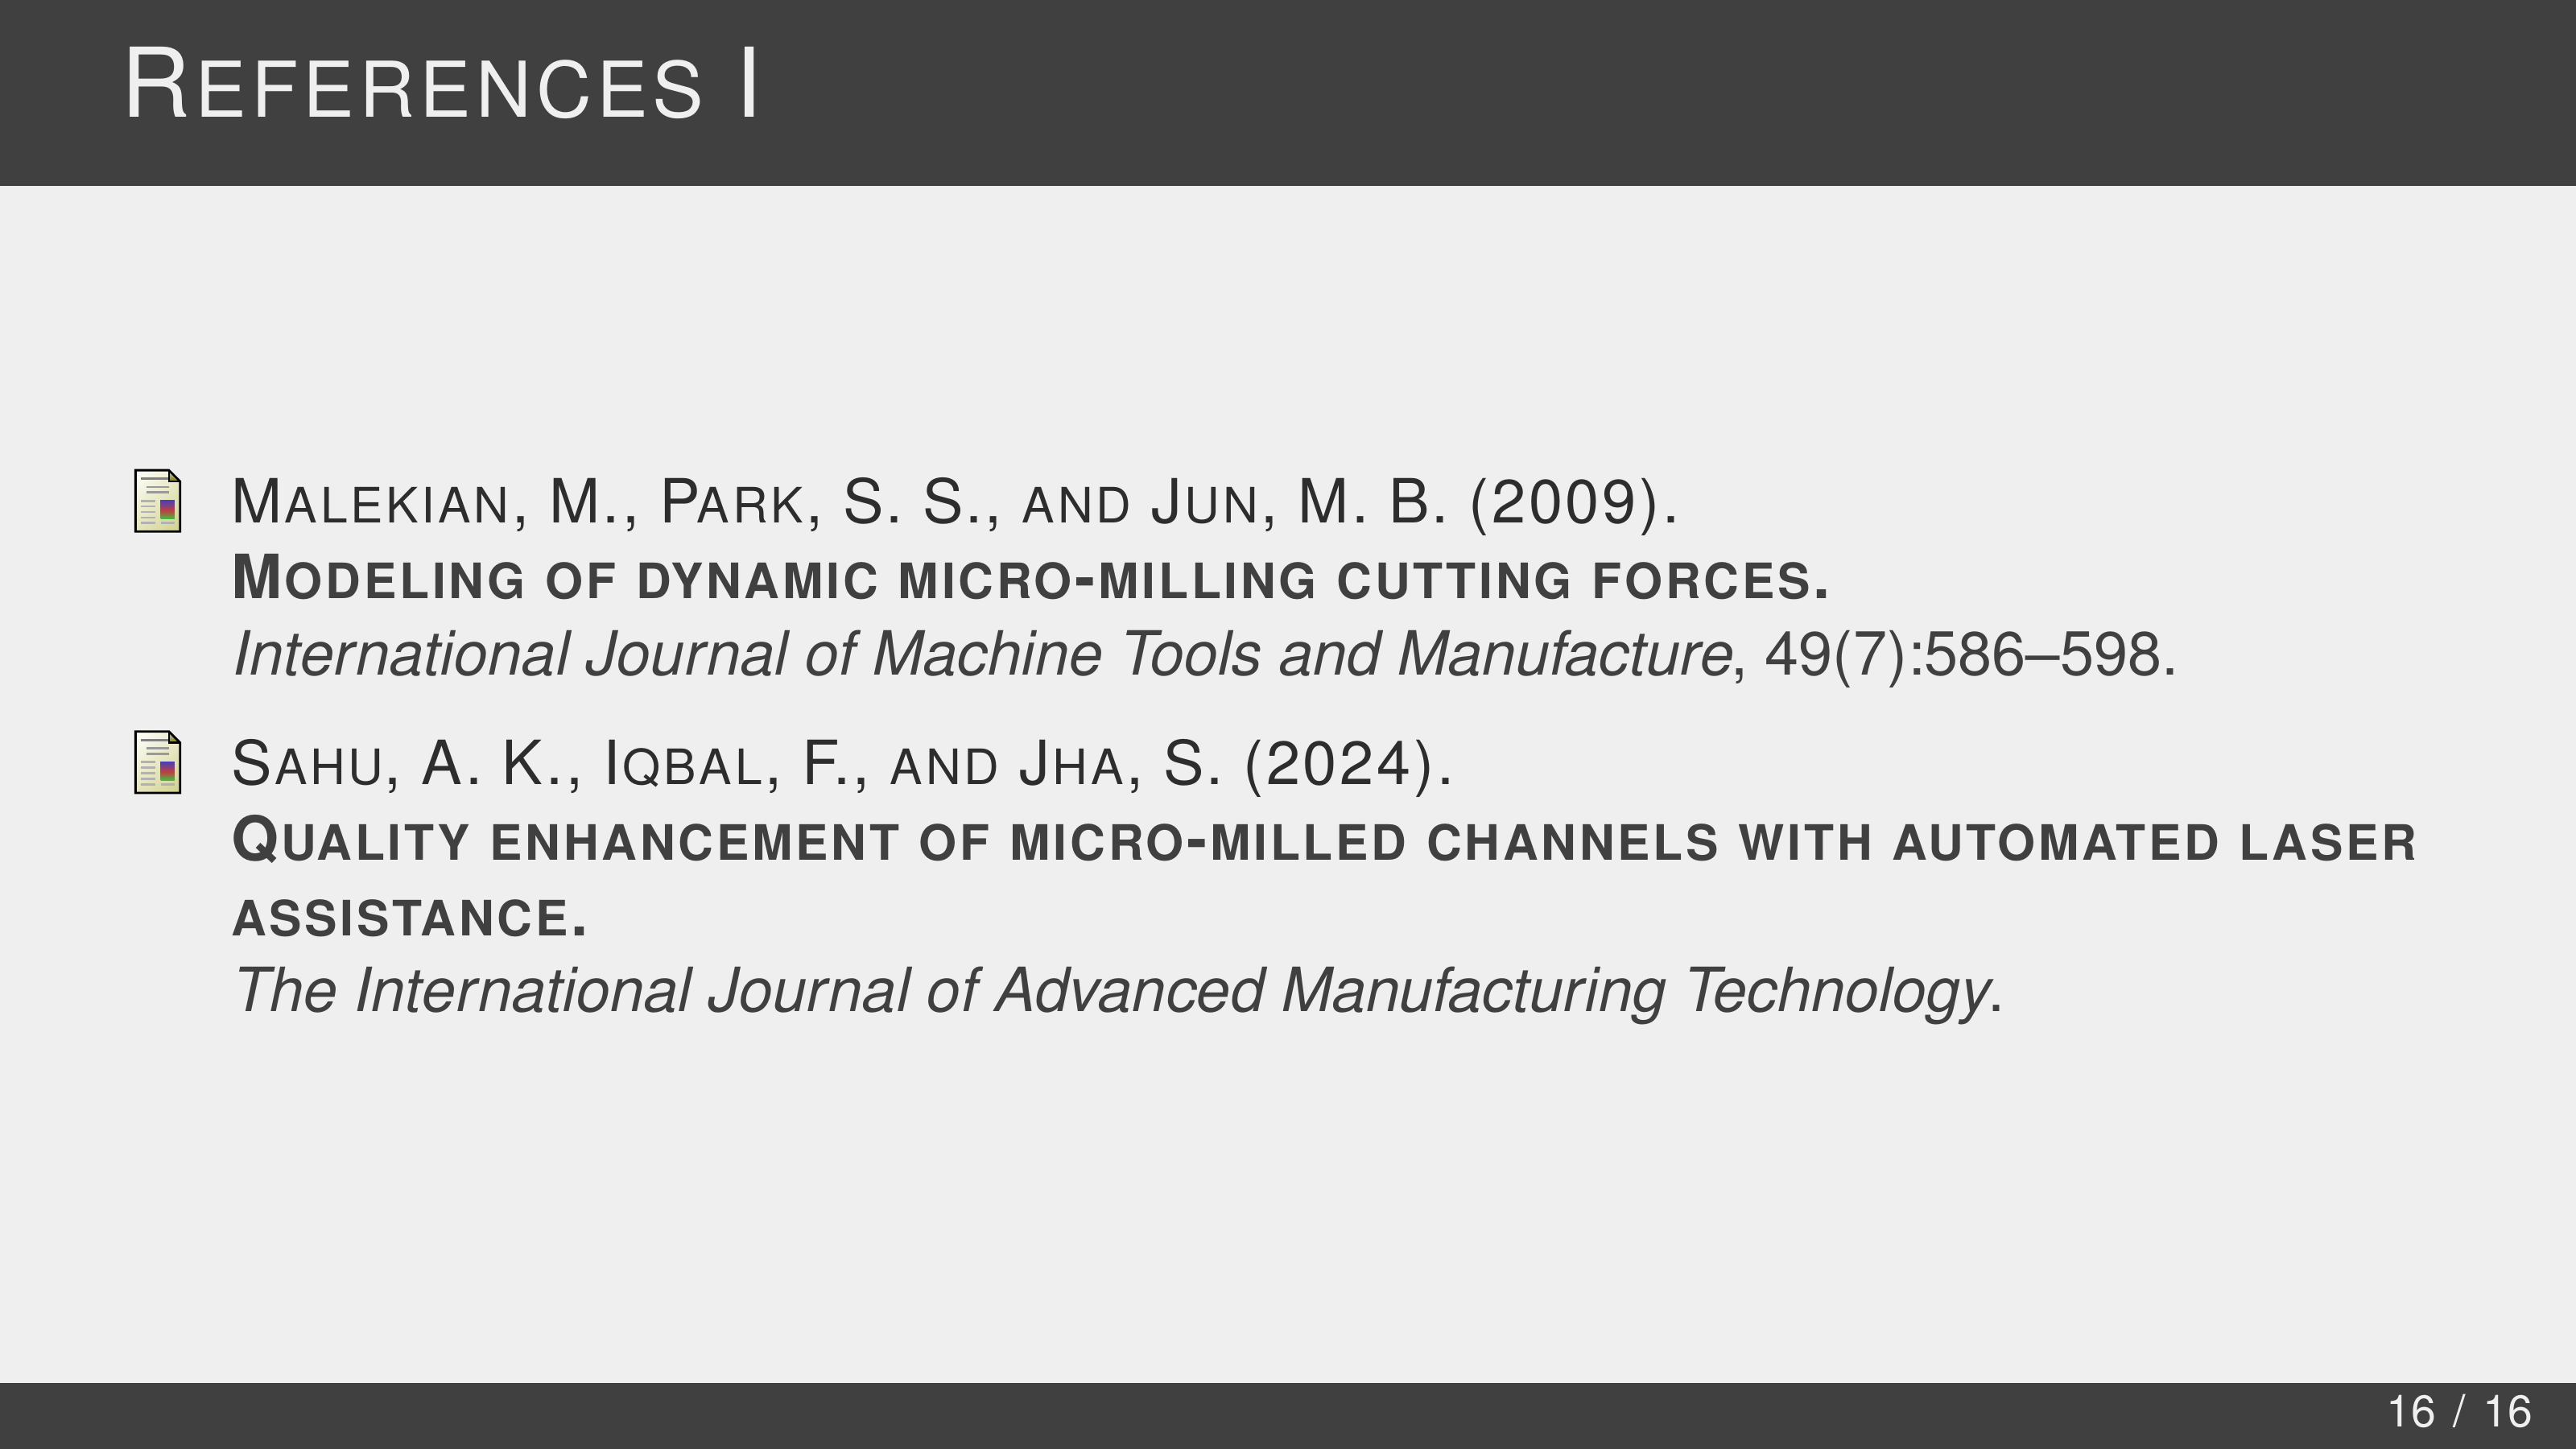 References I
Malekian, M., Park, S. S., and Jun, M. B. (2009).
Modeling of dynamic micro-milling cutting forces.
International Journal of Machine Tools and Manufacture, 49(7):586–598.
Sahu, A. K., Iqbal, F., and Jha, S. (2024).
Quality enhancement of micro-milled channels with automated laser
assistance.
The International Journal of Advanced Manufacturing Technology.
16 / 16